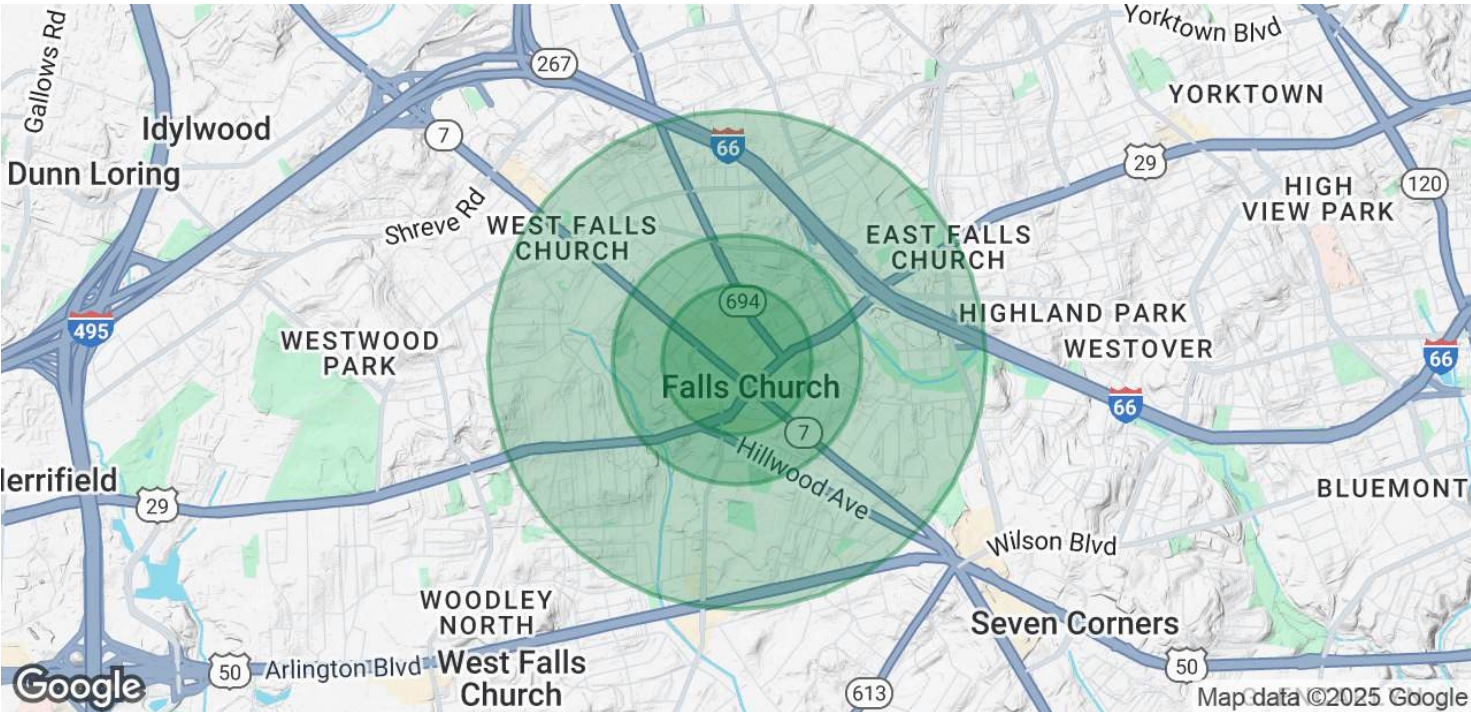 Yorktown Blvd
Gallows Rd
267
YORKTOWN
Idylwood
7
66
29
Dunn Loring
HIGH
VIEW PARK
120
Shreve Rd
WEST FALLS
CHURCH
EAST FALLS
CHURCH
694
495
HIGHLAND PARK
WESTWOOD
PARK
WESTOVER
66
Falls Church
66
7
Hillwood Ave
lerrifield
29
BLUEMONT
Wilson Blvd
WOODLEY
NORTH
Seven Corners
50
Arlington Blvd
West Falls
Church
50
613
Google
Map data ©2025 Google